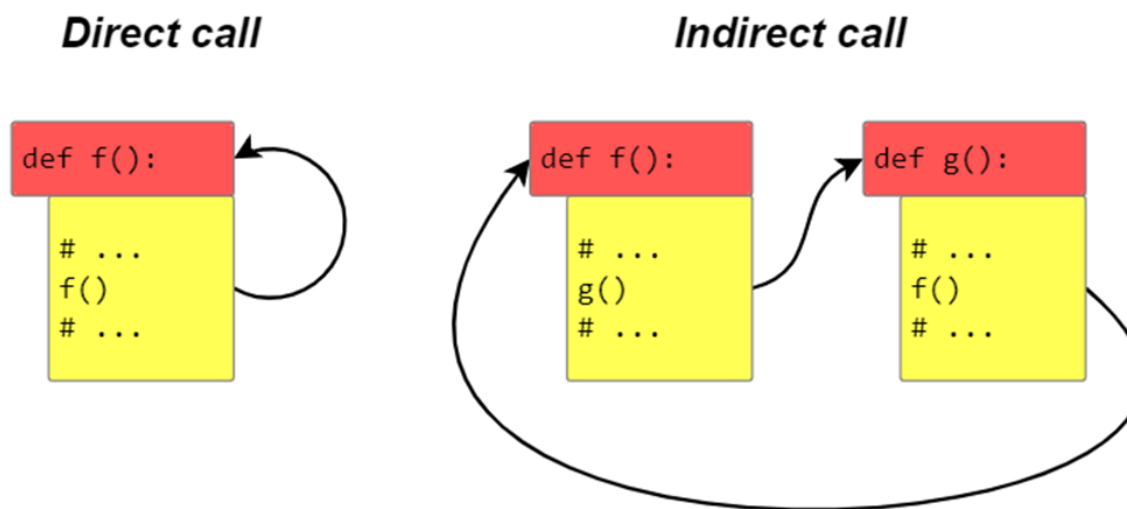 Direct call
def f():
# ...
f()
# ...
Indirect call
def f():
# ...
g()
# ...
def g():
# ...
f()
# ...